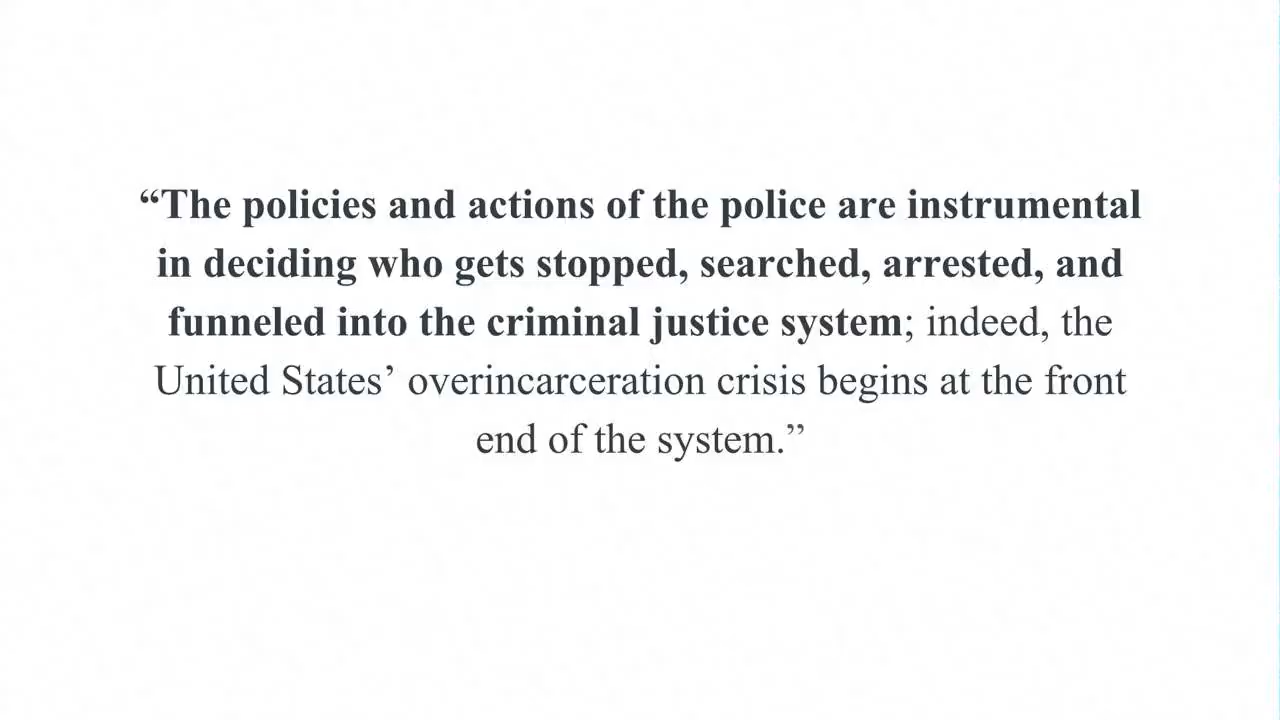 “The policies and actions of the police are instrumental
in deciding who gets stopped, searched, arrested, and
funneled into the criminal justice system; indeed, the
United States’ overincarceration crisis begins at the front
end of the system.”